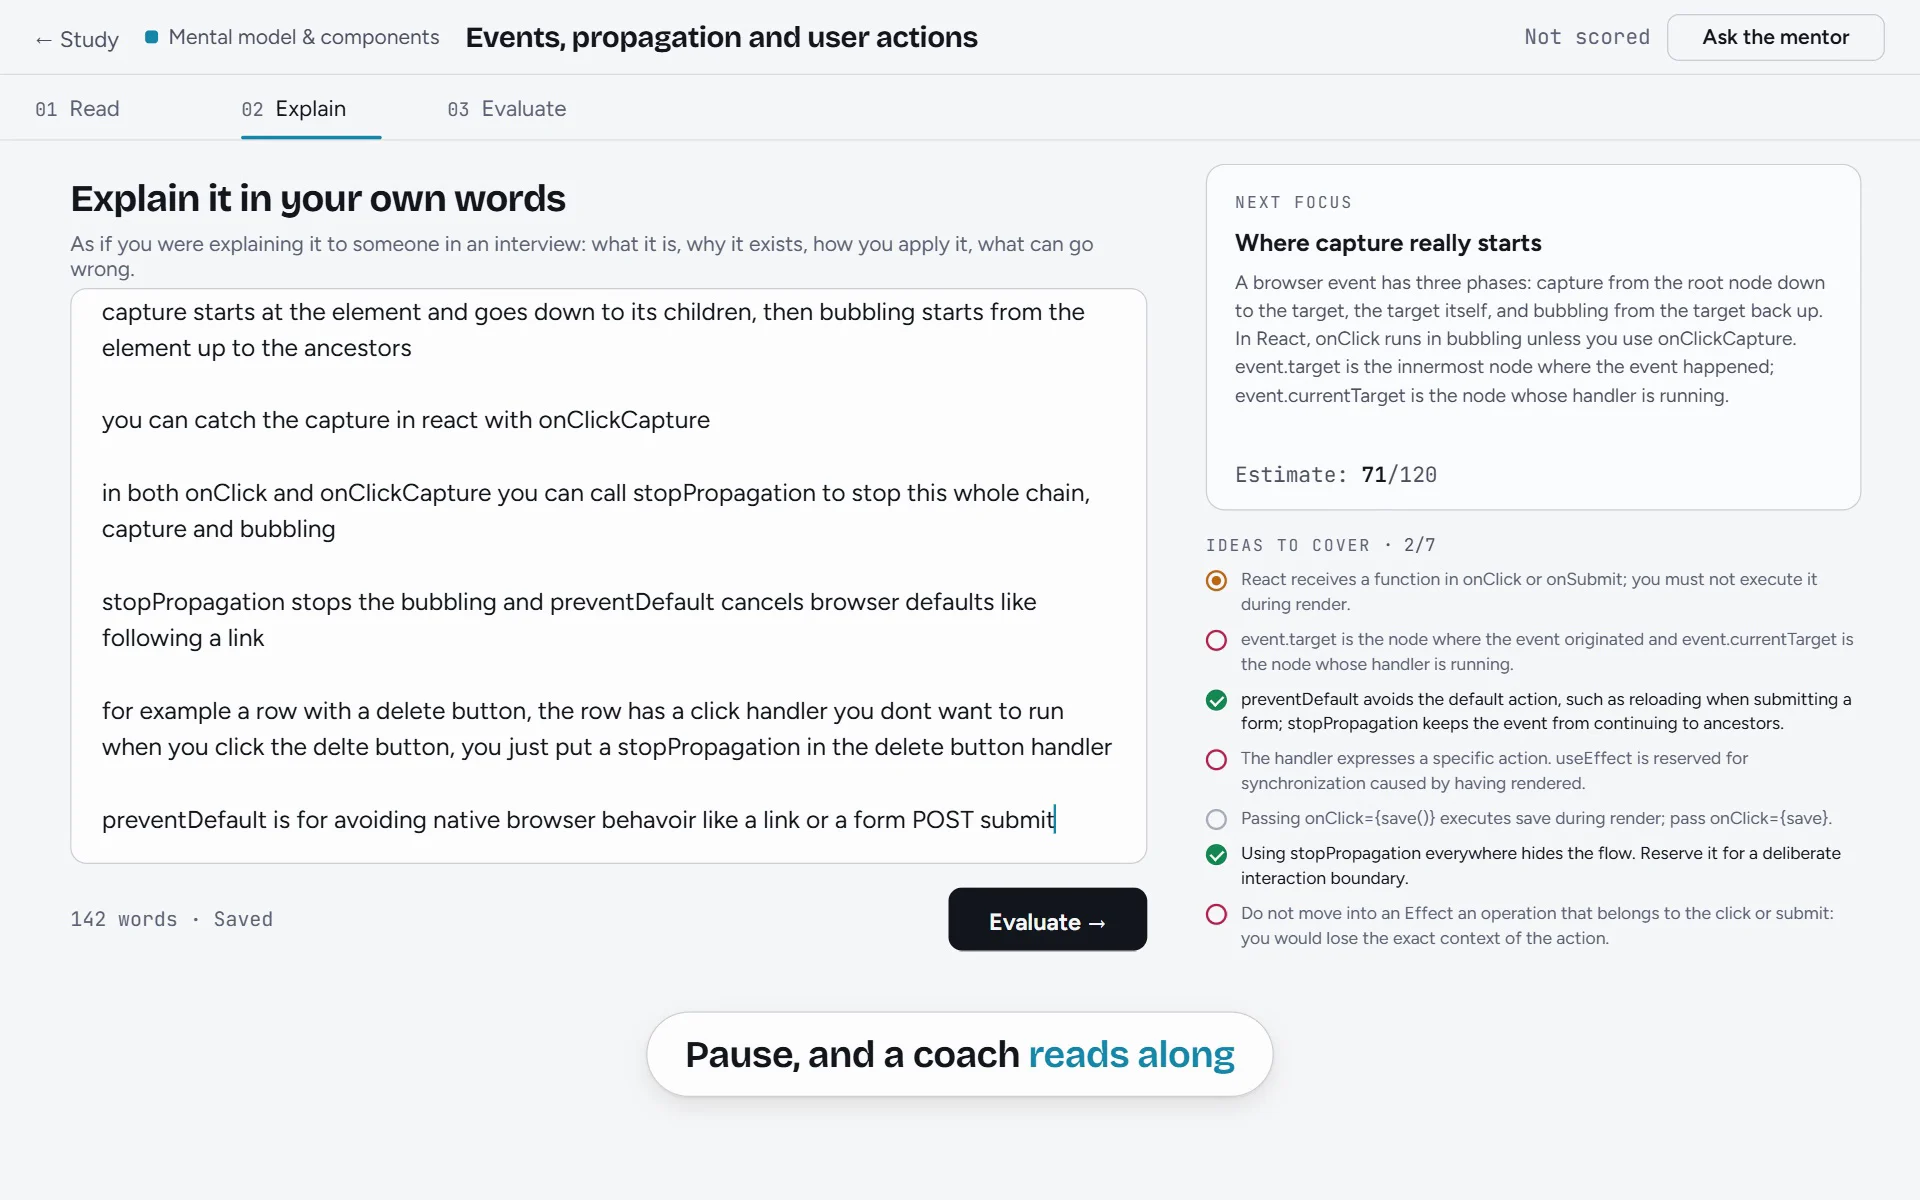 ← Study
Mental model & components
Events, propagation and user actions
Not scored
Ask the mentor
01 Read
02 Explain
03 Evaluate
Explain it in your own words
As if you were explaining it to someone in an interview: what it is, why it exists, how you apply it, what can go
wrong.
capture starts at the element and goes down to its children, then bubbling starts from the
element up to the ancestors
you can catch the capture in react with onClickCapture
in both onClick and onClickCapture you can call stopPropagation to stop this whole chain,
capture and bubbling
stopPropagation stops the bubbling and preventDefault cancels browser defaults like
following a link
for example a row with a delete button, the row has a click handler you dont want to run
when you click the delte button, you just put a stopPropagation in the delete button handler
preventDefault is for avoiding native browser behavoir like a link or a form POST submit
142 words · Saved
Evaluate →
NEXT FOCUS
Where capture really starts
A browser event has three phases: capture from the root node down
to the target, the target itself, and bubbling from the target back up.
In React, onClick runs in bubbling unless you use onClickCapture.
event.target is the innermost node where the event happened;
event.currentTarget is the node whose handler is running.
Estimate: 71/120
IDEAS TO COVER · 2/7
React receives a function in onClick or onSubmit; you must not execute it
during render.
event.target is the node where the event originated and event.currentTarget is
the node whose handler is running.
preventDefault avoids the default action, such as reloading when submitting a
form; stopPropagation keeps the event from continuing to ancestors.
The handler expresses a specific action. useEffect is reserved for
synchronization caused by having rendered.
Passing onClick={save()} executes save during render; pass onClick={save}.
Using stopPropagation everywhere hides the flow. Reserve it for a deliberate
interaction boundary.
Do not move into an Effect an operation that belongs to the click or submit:
you would lose the exact context of the action.
Pause, and a coach reads along